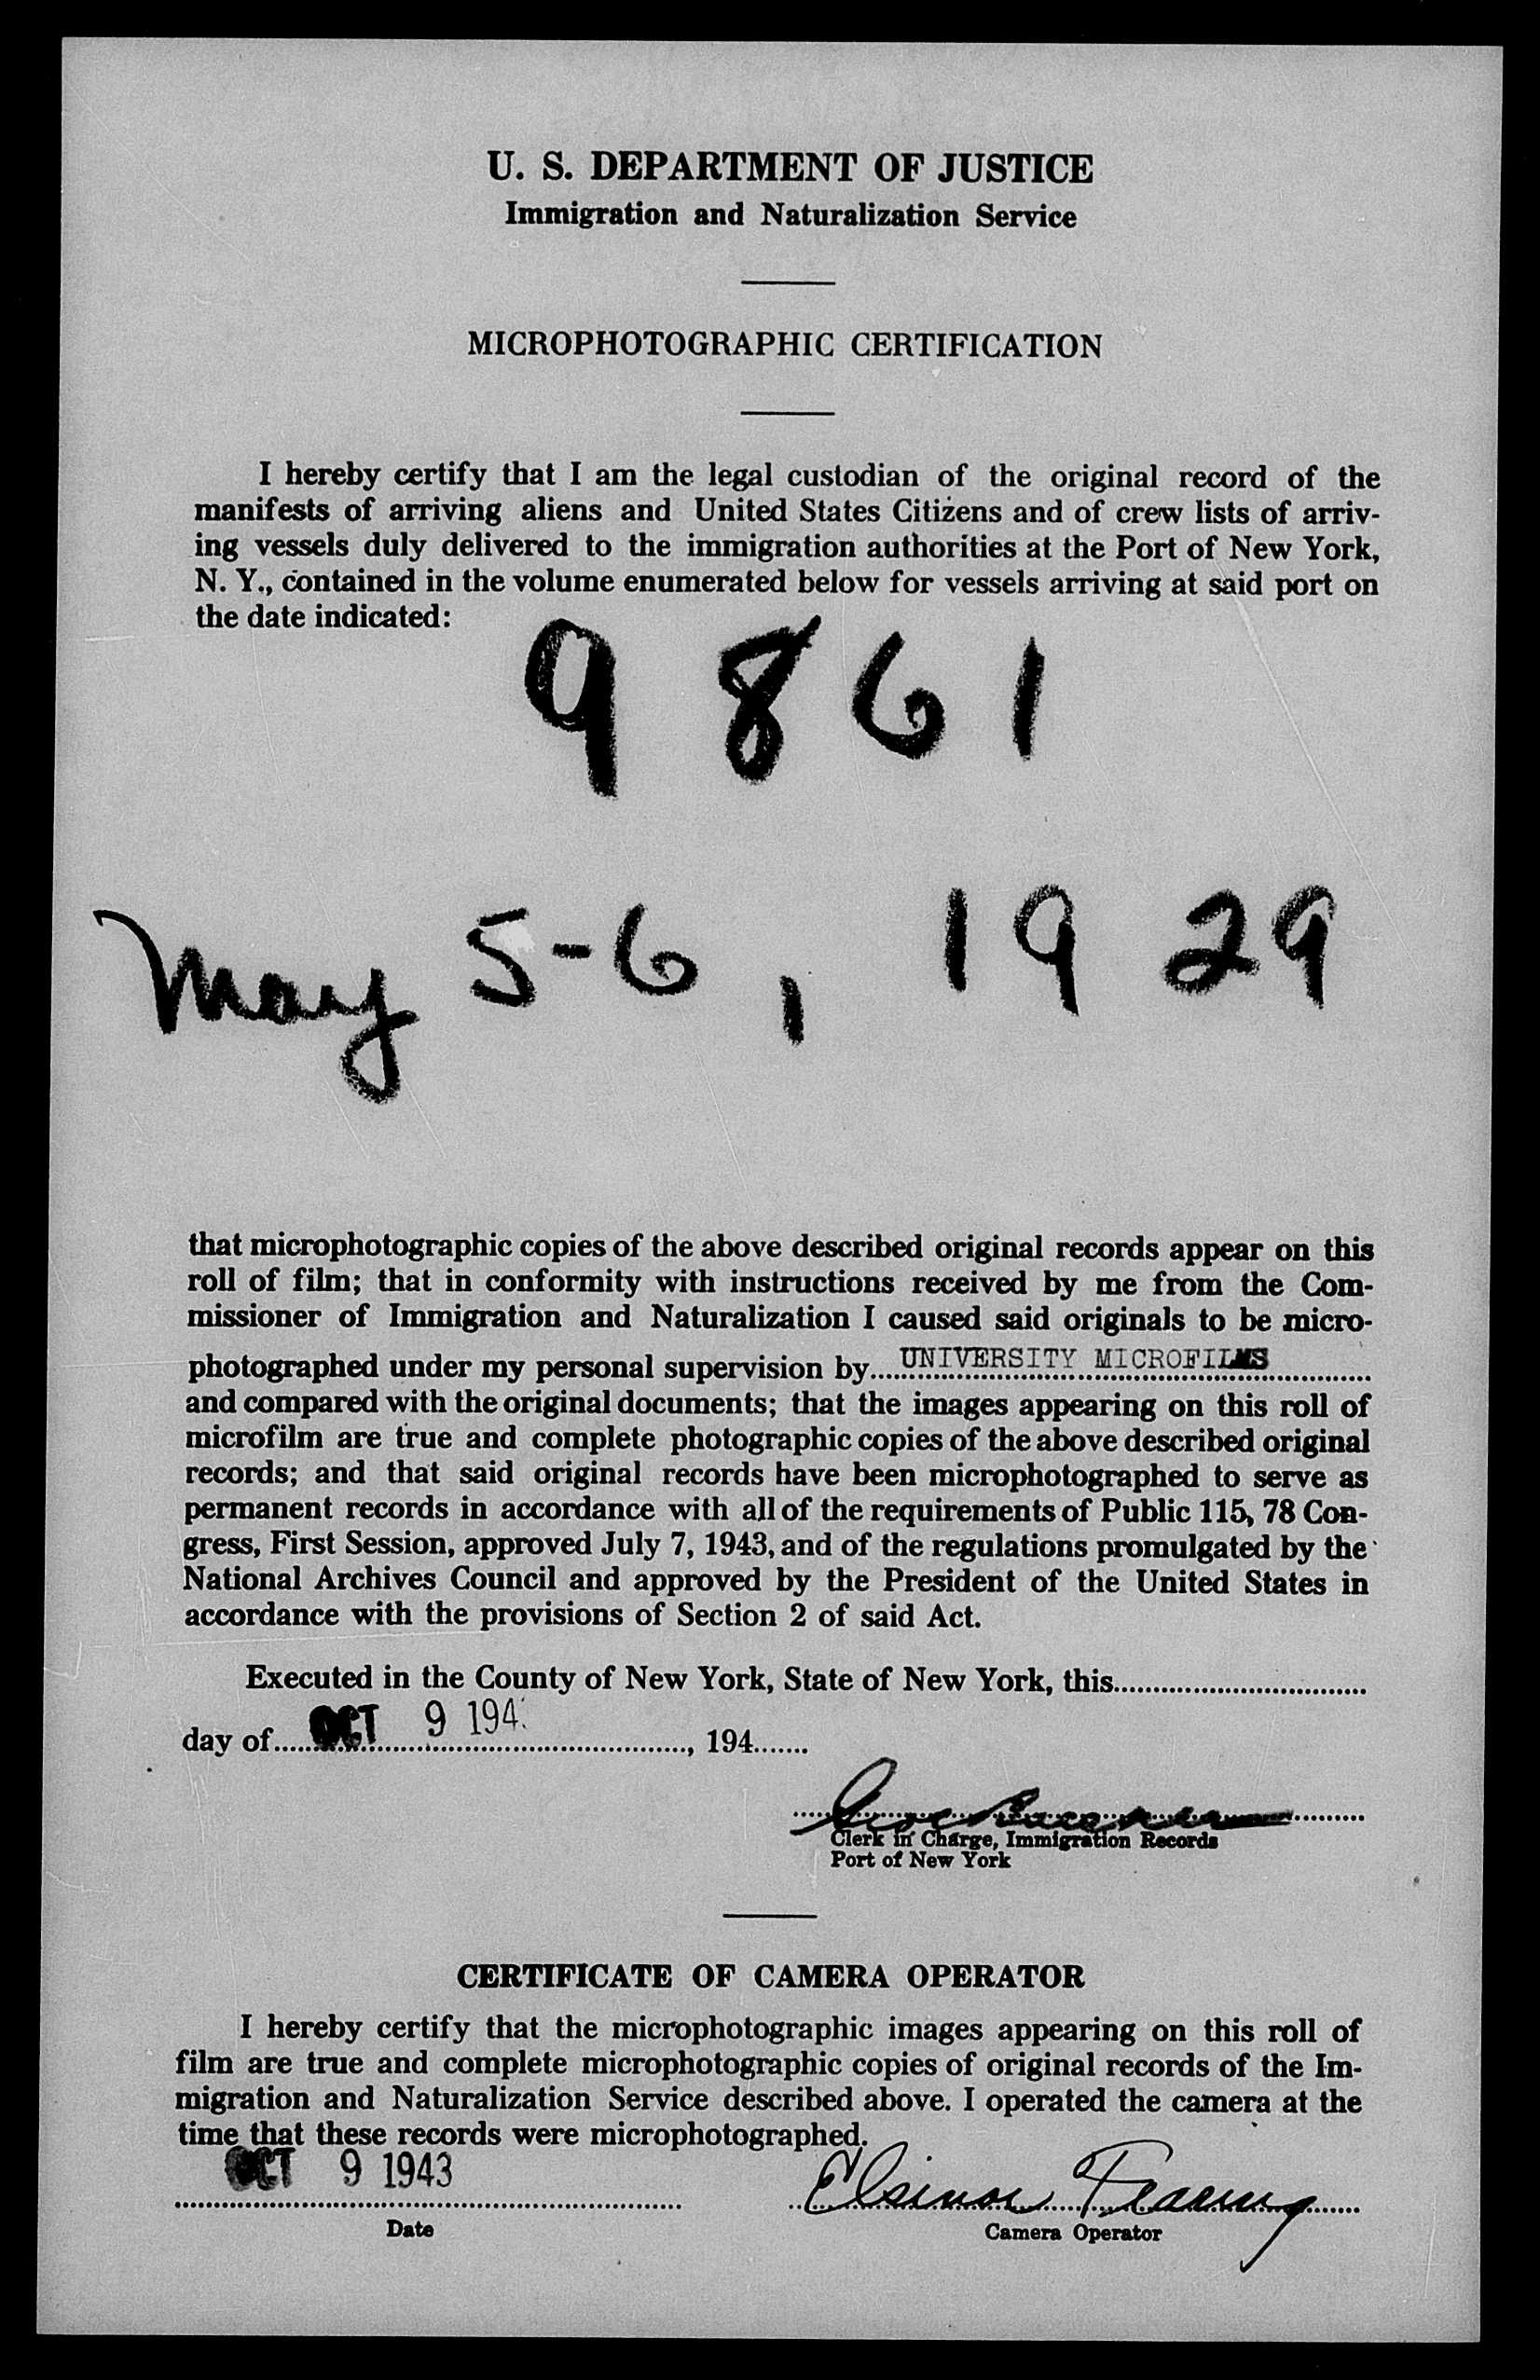 U. S. DEPARTMENT OF JUSTICE
Immigration and Naturalization Service
MICROPHOTOGRAPHIC CERTIFICATION
I hereby certify that I am the legal custodian of the original record of the
manifests of arriving aliens and United States Citizens and of crew lists of arriv-
ing vessels duly delivered to the immigration authorities at the Port of New York,
N. Y., contained in the volume enumerated below for vessels arriving at said port on
the date indicated:
9861
May 5-6, 1929
that microphotographic copies of the above described original records appear on this
roll of film; that in conformity with instructions received by me from the Com-
missioner of Immigration and Naturalization I caused said originals to be micro-
photographed under my personal supervision by UNIVERSITY MICROFILMS
and compared with the original documents; that the images appearing on this roll of
microfilm are true and complete photographic copies of the above described original
records; and that said original records have been microphotographed to serve as
permanent records in accordance with all of the requirements of Public 115, 78 Con-
gress, First Session, approved July 7, 1943, and of the regulations promulgated by the
National Archives Council and approved by the President of the United States in
accordance with the provisions of Section 2 of said Act.
Executed in the County of New York, State of New York, this
day of OCT 9 194 , 194
Clerk in Charge, Immigration Records
Port of New York
CERTIFICATE OF CAMERA OPERATOR
I hereby certify that the microphotographic images appearing on this roll of
film are true and complete microphotographic copies of original records of the Im-
migration and Naturalization Service described above. I operated the camera at the
time that these records were microphotographed.
OCT 9 1943
Elsinor
Date
Camera Operator